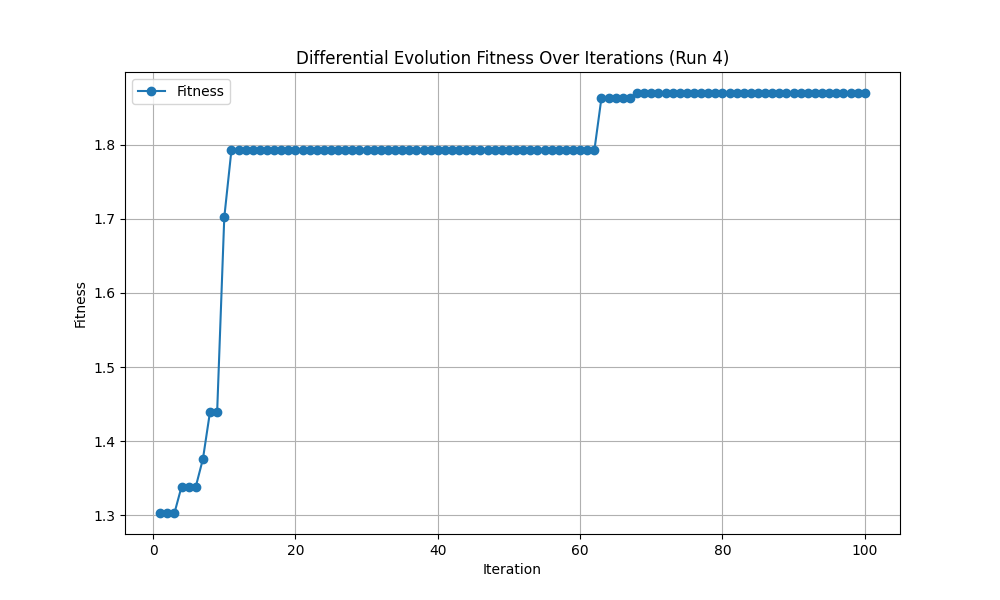 Differential Evolution Fitness Over Iterations (Run 4)
Fitness
1.8
1.7
1.6
1.5
1.4
1.3
Fitness
0 20 40 60 80 100
Iteration